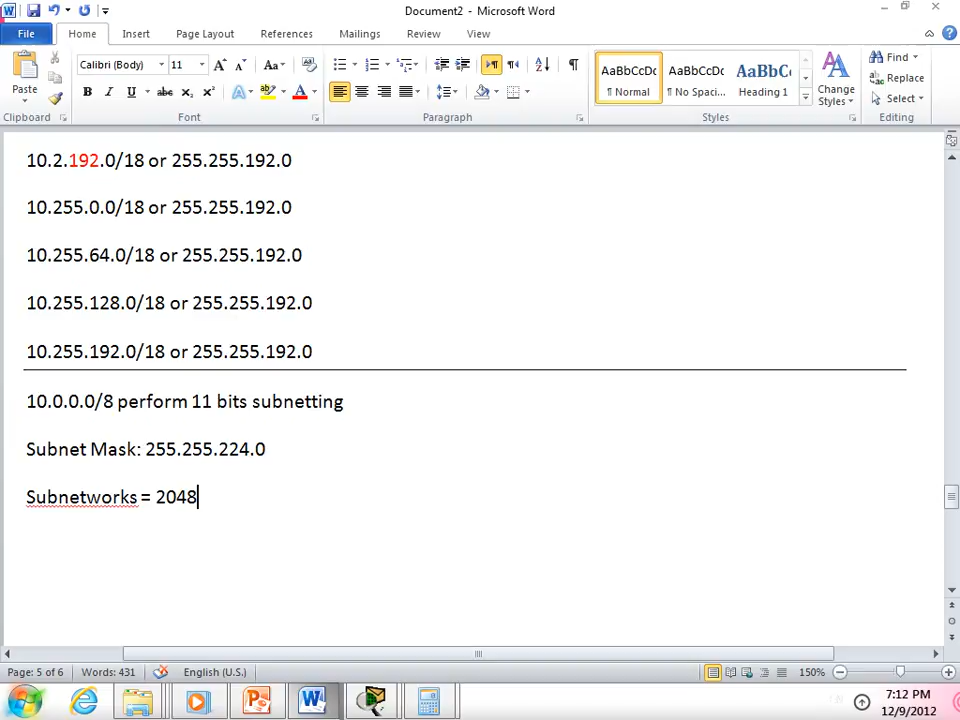 Document2 - Microsoft Word
File Home Insert Page Layout References Mailings Review View
Calibri (Body) 11 Aa
Paste
B I U abc X₂ X² A ab A
AaBbCcDc AaBbCcDc AaBbC
¶ Normal ¶ No Spaci... Heading 1
Change Styles
Find
Replace
Select
Clipboard Font Paragraph Styles Editing
10.2.192.0/18 or 255.255.192.0
10.255.0.0/18 or 255.255.192.0
10.255.64.0/18 or 255.255.192.0
10.255.128.0/18 or 255.255.192.0
10.255.192.0/18 or 255.255.192.0
10.0.0.0/8 perform 11 bits subnetting
Subnet Mask: 255.255.224.0
Subnetworks = 2048
Page: 5 of 6 Words: 431 English (U.S.) 150%
7:12 PM
12/9/2012